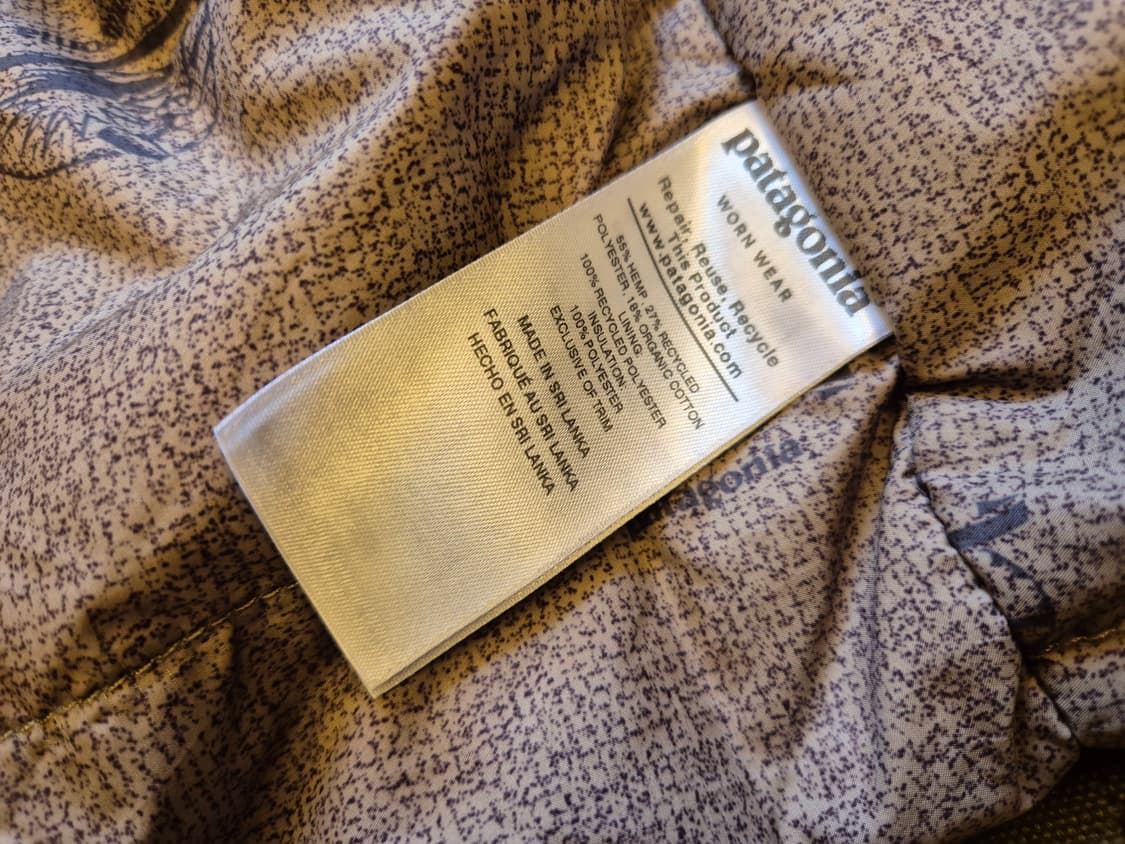 patagonia
WORN WEAR
Repair, Reuse, Recycle
This Product
www.patagonia.com
55% HEMP 27% RECYCLED
POLYESTER, 18% ORGANIC COTTON
LINING:
100% RECYCLED POLYESTER
INSULATION:
100% POLYESTER
EXCLUSIVE OF TRIM
MADE IN SRI LANKA
FABRIQUÉ AU SRI LANKA
HECHO EN SRI LANKA
patagonia